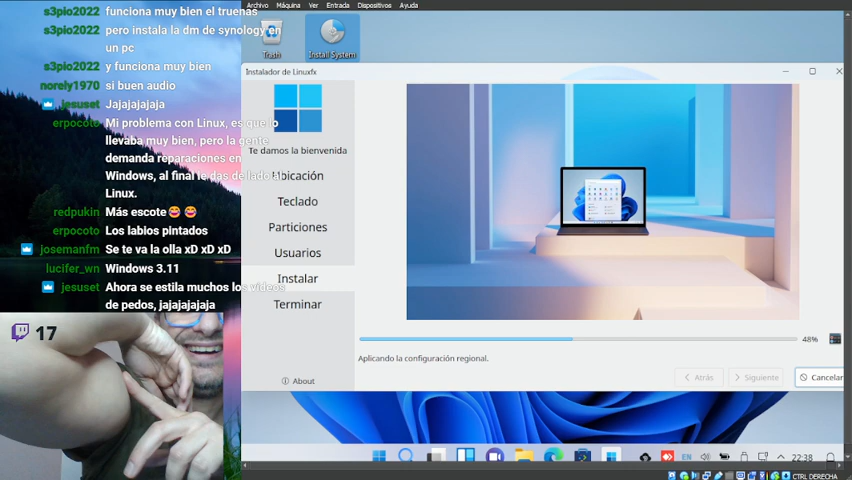 Archivo Máquina Ver Entrada Dispositivos Ayuda
s3pio2022 funciona muy bien el truenas
s3pio2022 pero instala la dm de synology en
un pc
s3pio2022 y funciona muy bien
norely1970 si buen audio
jesuset Jajajajajaja
erpocoto Mi problema con Linux, es que lo
llevaba muy bien, pero la gente
demanda reparaciones en
Windows, al final le das de lado a
Linux.
redpukin Más escote
erpocoto Los labios pintados
josemanfm Se te va la olla xD xD xD
lucifer_wn Windows 3.11
jesuset Ahora se estila muchos los vídeos
de pedos, jajajajajaja
17
Trash
Install System
Instalador de Linuxfx
Te damos la bienvenida
Ubicación
Teclado
Particiones
Usuarios
Instalar
Terminar
About
48%
Aplicando la configuración regional.
Atrás
Siguiente
Cancelar
EN
22:38
CTRL DERECHA